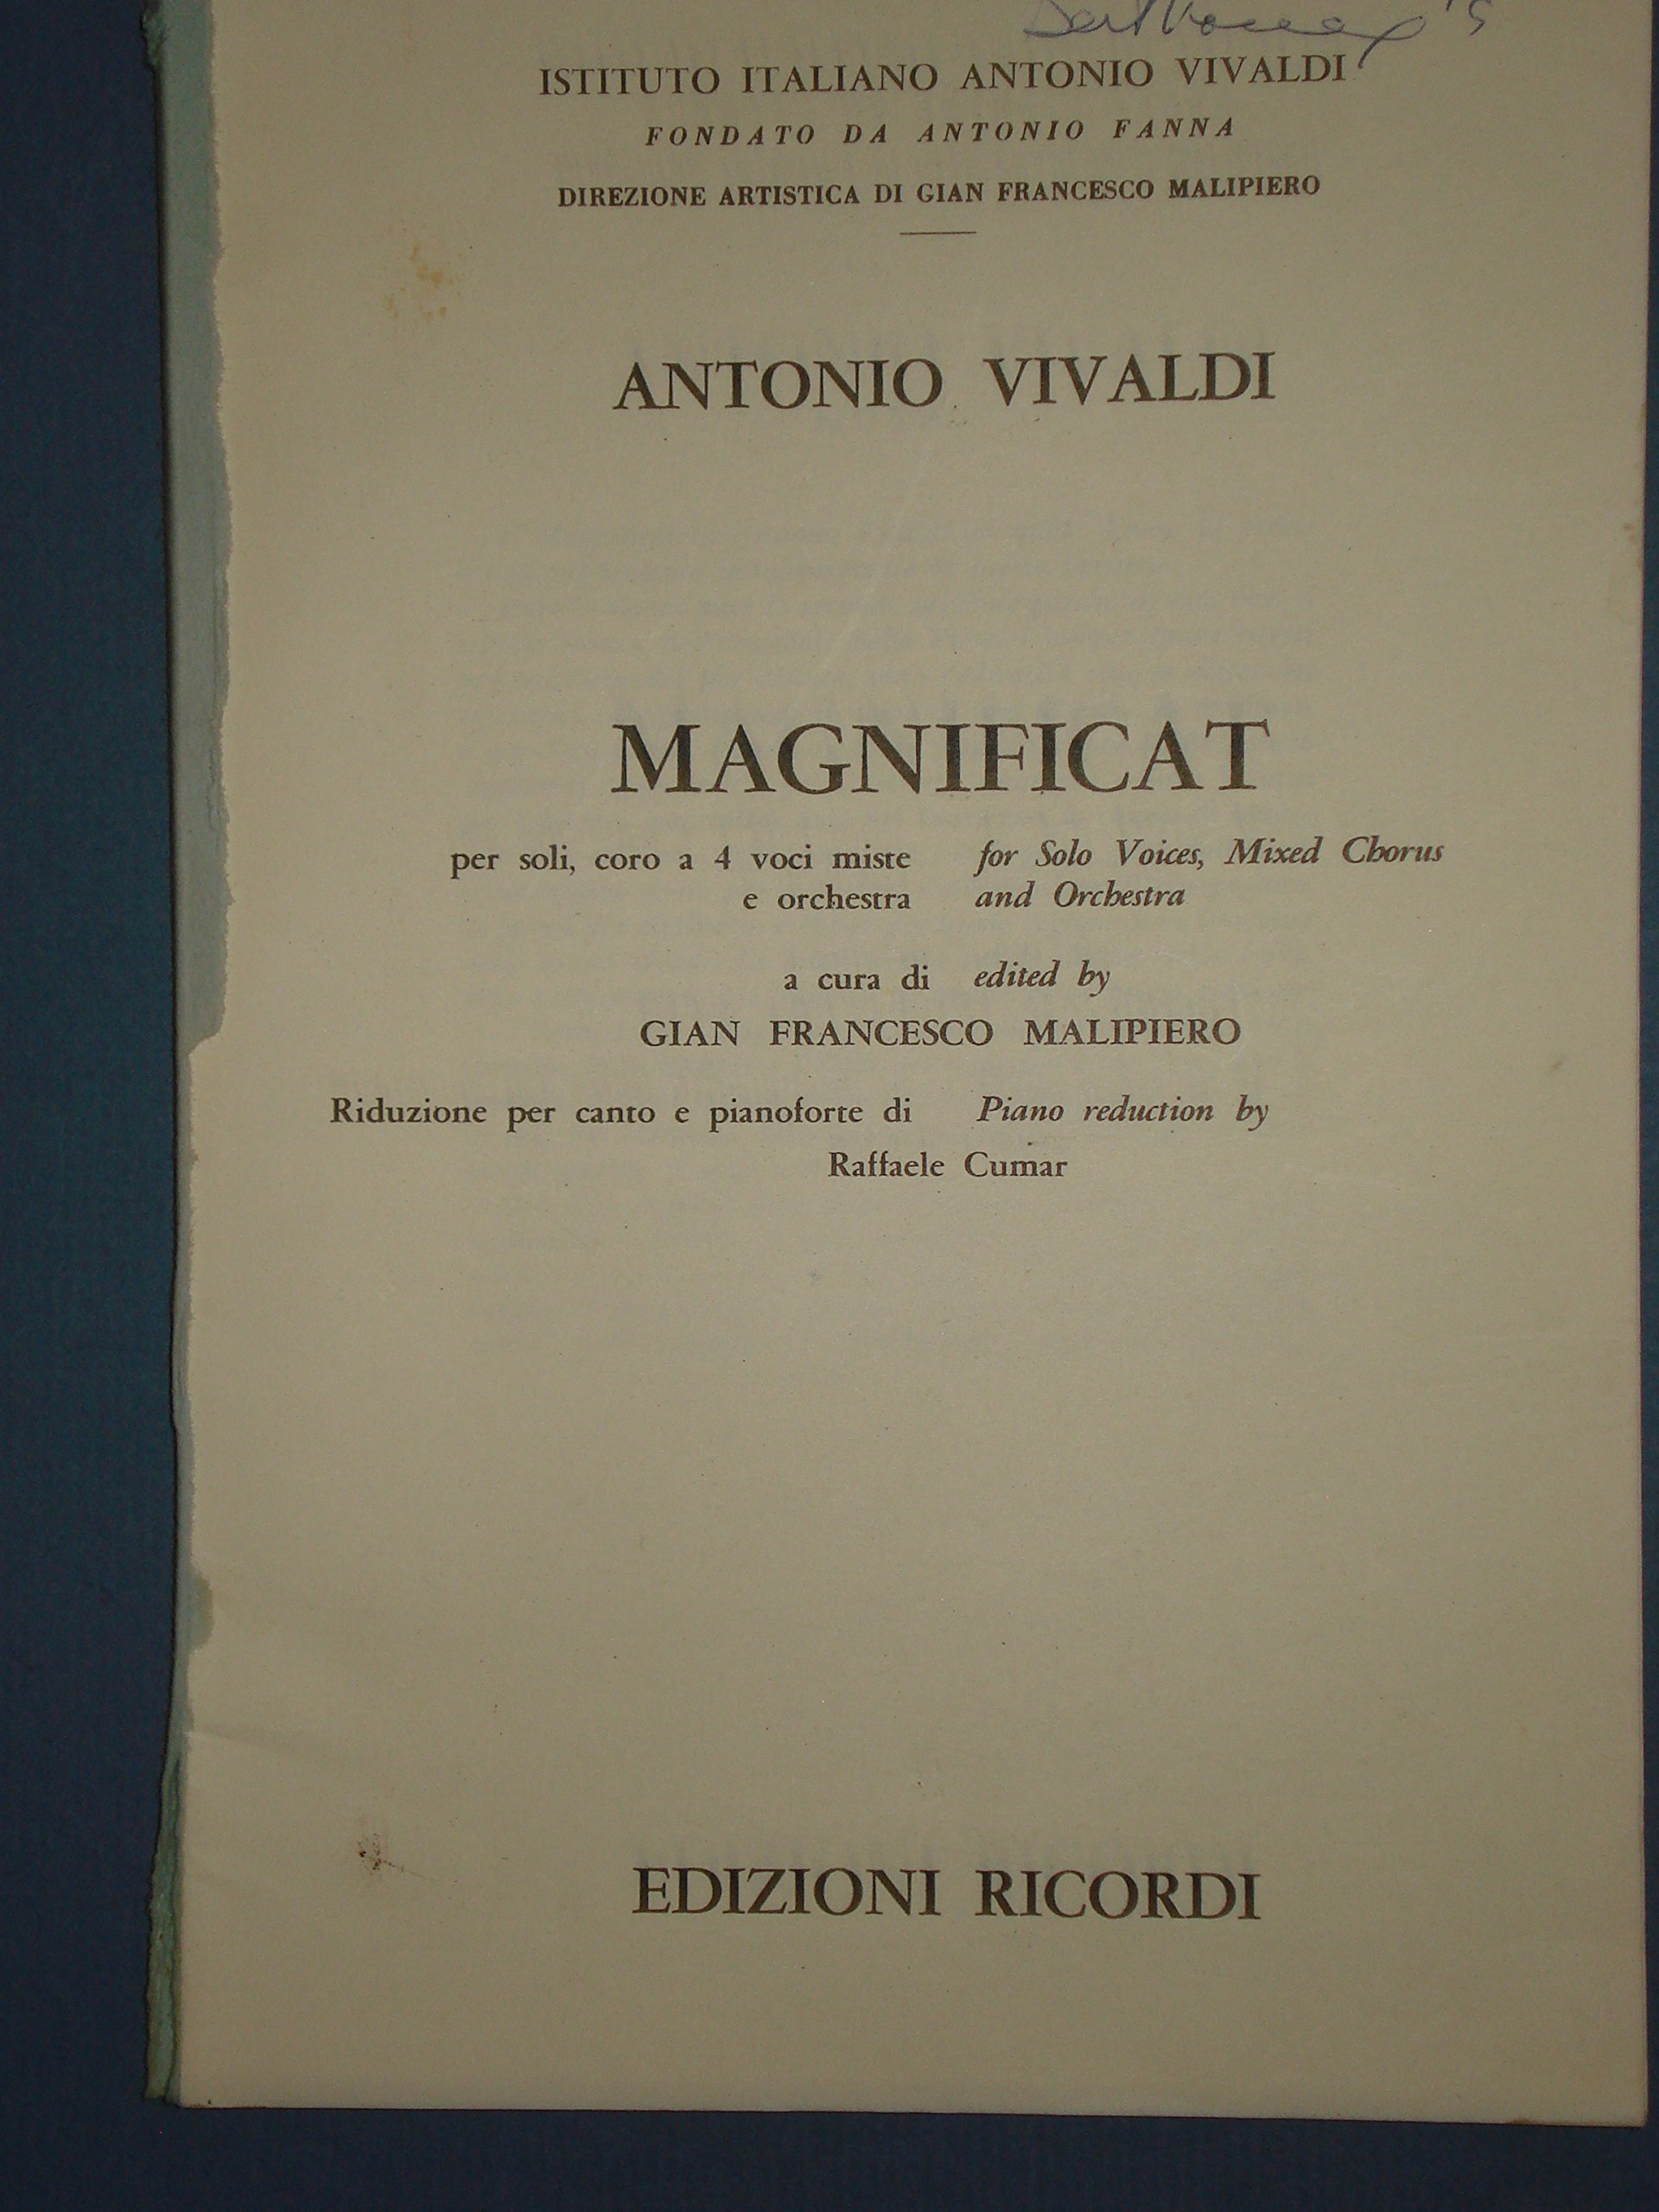 ISTITUTO ITALIANO ANTONIO VIVALDI
FONDATO DA ANTONIO FANNA
DIREZIONE ARTISTICA DI GIAN FRANCESCO MALIPIERO
ANTONIO VIVALDI
MAGNIFICAT
per soli, coro a 4 voci miste for Solo Voices, Mixed Chorus
e orchestra and Orchestra
a cura di edited by
GIAN FRANCESCO MALIPIERO
Riduzione per canto e pianoforte di Piano reduction by
Raffaele Cumar
EDIZIONI RICORDI